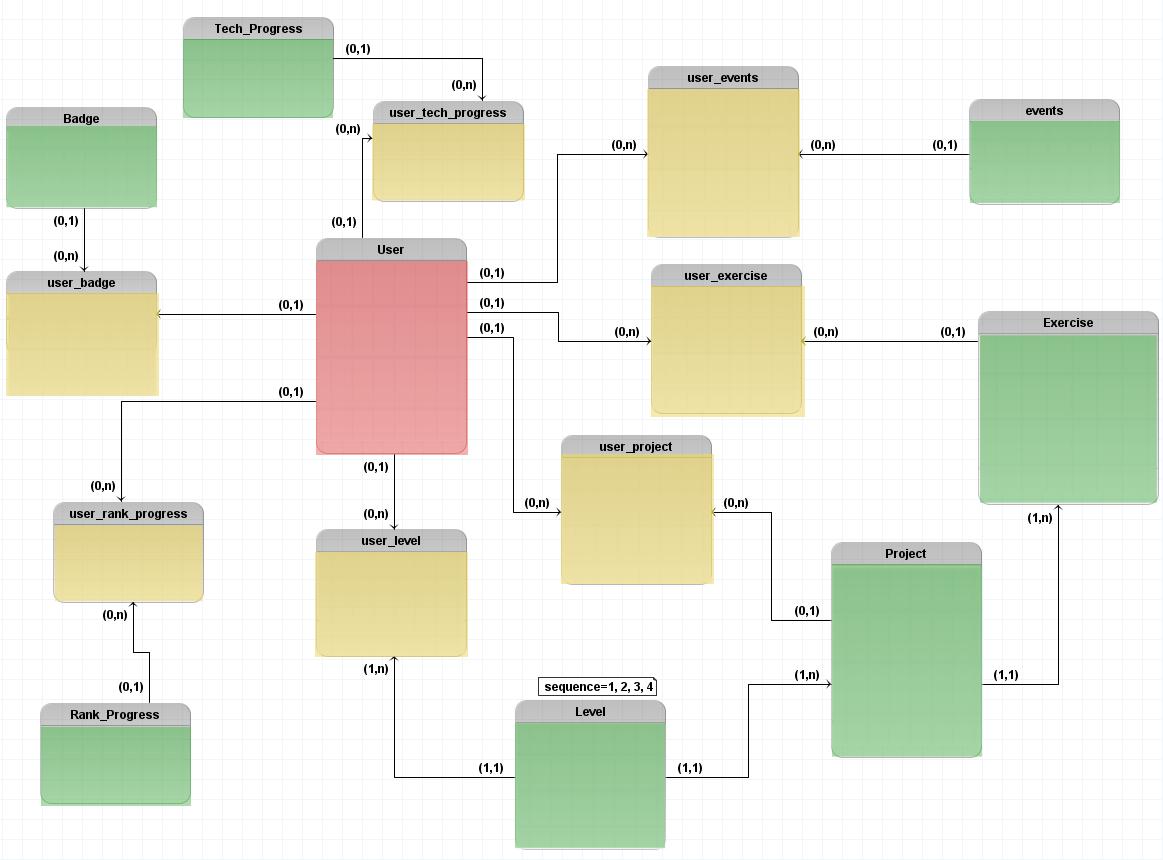 Tech_Progress
(0,1)
(0,n)
user_tech_progress
(0,n)
(0,1)
Badge
(0,1)
(0,n)
user_badge
(0,1)
User
(0,1)
(0,1)
(0,1)
user_events
(0,n)
(0,n)
(0,1)
events
user_exercise
(0,n)
(0,n)
(0,1)
Exercise
(0,1)
(0,n)
user_rank_progress
(0,n)
(0,1)
Rank_Progress
(0,1)
(0,n)
user_level
(1,n)
(1,1)
user_project
(0,n)
(0,n)
(0,1)
Project
(1,n)
(1,1)
(1,n)
sequence=1, 2, 3, 4
Level
(1,1)